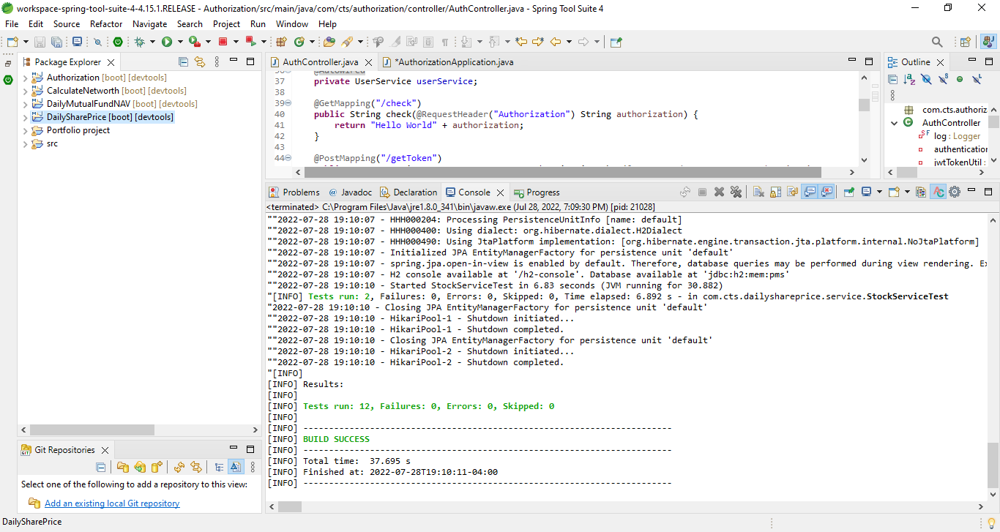 workspace-spring-tool-suite-4-4.15.1.RELEASE - Authorization/src/main/java/com/cts/authorization/controller/AuthController.java - Spring Tool Suite 4
File Edit Source Refactor Navigate Search Project Run Window Help
Package Explorer
Authorization [boot] [devtools]
CalculateNetworth [boot] [devtools]
DailyMutualFundNAV [boot] [devtools]
DailySharePrice [boot] [devtools]
Portfolio project
src
AuthController.java
*AuthorizationApplication.java
36 @Autowired
37 private UserService userService;
38
39 @GetMapping("/check")
40 public String check(@RequestHeader("Authorization") String authorization) {
41 return "Hello World" + authorization;
42 }
43
44 @PostMapping("/getToken")
Outline
com.cts.authoriz
AuthController
log : Logger
authentication
jwtTokenUtil :
Problems @ Javadoc Declaration Console Progress
<terminated> C:\Program Files\Java\jre1.8.0_341\bin\javaw.exe (Jul 28, 2022, 7:09:30 PM) [pid: 21028]
""2022-07-28 19:10:07 - HHH000204: Processing PersistenceUnitInfo [name: default]
""2022-07-28 19:10:07 - HHH000400: Using dialect: org.hibernate.dialect.H2Dialect
""2022-07-28 19:10:07 - HHH000490: Using JtaPlatform implementation: [org.hibernate.engine.transaction.jta.platform.internal.NoJtaPlatform]
""2022-07-28 19:10:07 - Initialized JPA EntityManagerFactory for persistence unit 'default'
""2022-07-28 19:10:07 - spring.jpa.open-in-view is enabled by default. Therefore, database queries may be performed during view rendering. Ex
""2022-07-28 19:10:07 - H2 console available at '/h2-console'. Database available at 'jdbc:h2:mem:pms'
""2022-07-28 19:10:10 - Started StockServiceTest in 6.83 seconds (JVM running for 30.882)
"[INFO] Tests run: 2, Failures: 0, Errors: 0, Skipped: 0, Time elapsed: 6.892 s - in com.cts.dailyshareprice.service.StockServiceTest
"2022-07-28 19:10:10 - Closing JPA EntityManagerFactory for persistence unit 'default'
""2022-07-28 19:10:10 - HikariPool-1 - Shutdown initiated...
""2022-07-28 19:10:10 - HikariPool-1 - Shutdown completed.
""2022-07-28 19:10:10 - Closing JPA EntityManagerFactory for persistence unit 'default'
""2022-07-28 19:10:10 - HikariPool-2 - Shutdown initiated...
""2022-07-28 19:10:10 - HikariPool-2 - Shutdown completed.
"[INFO]
[INFO] Results:
[INFO]
[INFO] Tests run: 12, Failures: 0, Errors: 0, Skipped: 0
[INFO]
[INFO] ------------------------------------------------------------------------
[INFO] BUILD SUCCESS
[INFO] ------------------------------------------------------------------------
[INFO] Total time:  37.695 s
[INFO] Finished at: 2022-07-28T19:10:11-04:00
[INFO] ------------------------------------------------------------------------
Git Repositories
Select one of the following to add a repository to this view:
Add an existing local Git repository
DailySharePrice